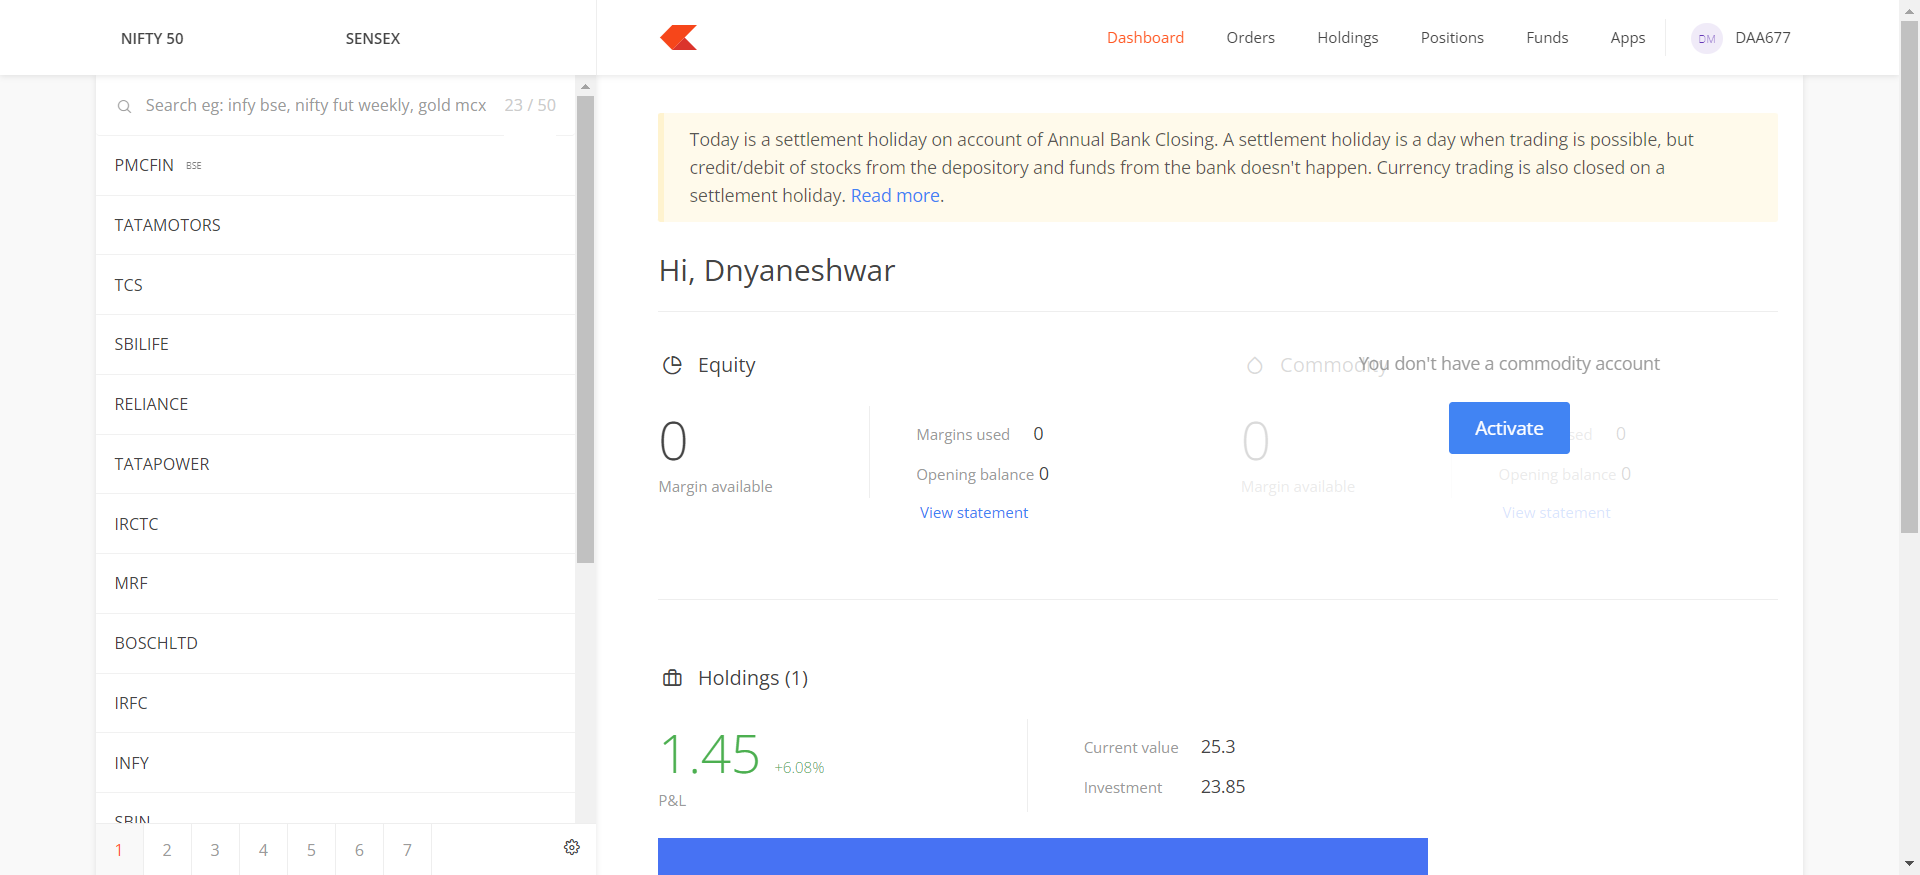 NIFTY 50
SENSEX
Dashboard
Orders
Holdings
Positions
Funds
Apps
DM
DAA677
Search eg: infy bse, nifty fut weekly, gold mcx
23 / 50
PMCFIN BSE
TATAMOTORS
TCS
SBILIFE
RELIANCE
TATAPOWER
IRCTC
MRF
BOSCHLTD
IRFC
INFY
SBIN
1 2 3 4 5 6 7
Today is a settlement holiday on account of Annual Bank Closing. A settlement holiday is a day when trading is possible, but
credit/debit of stocks from the depository and funds from the bank doesn't happen. Currency trading is also closed on a
settlement holiday. Read more.
Hi, Dnyaneshwar
Equity
0
Margin available
Margins used 0
Opening balance 0
View statement
Commodity
You don't have a commodity account
Activate
0
Margin available
sed 0
Opening balance 0
View statement
Holdings (1)
1.45 +6.08%
P&L
Current value 25.3
Investment 23.85